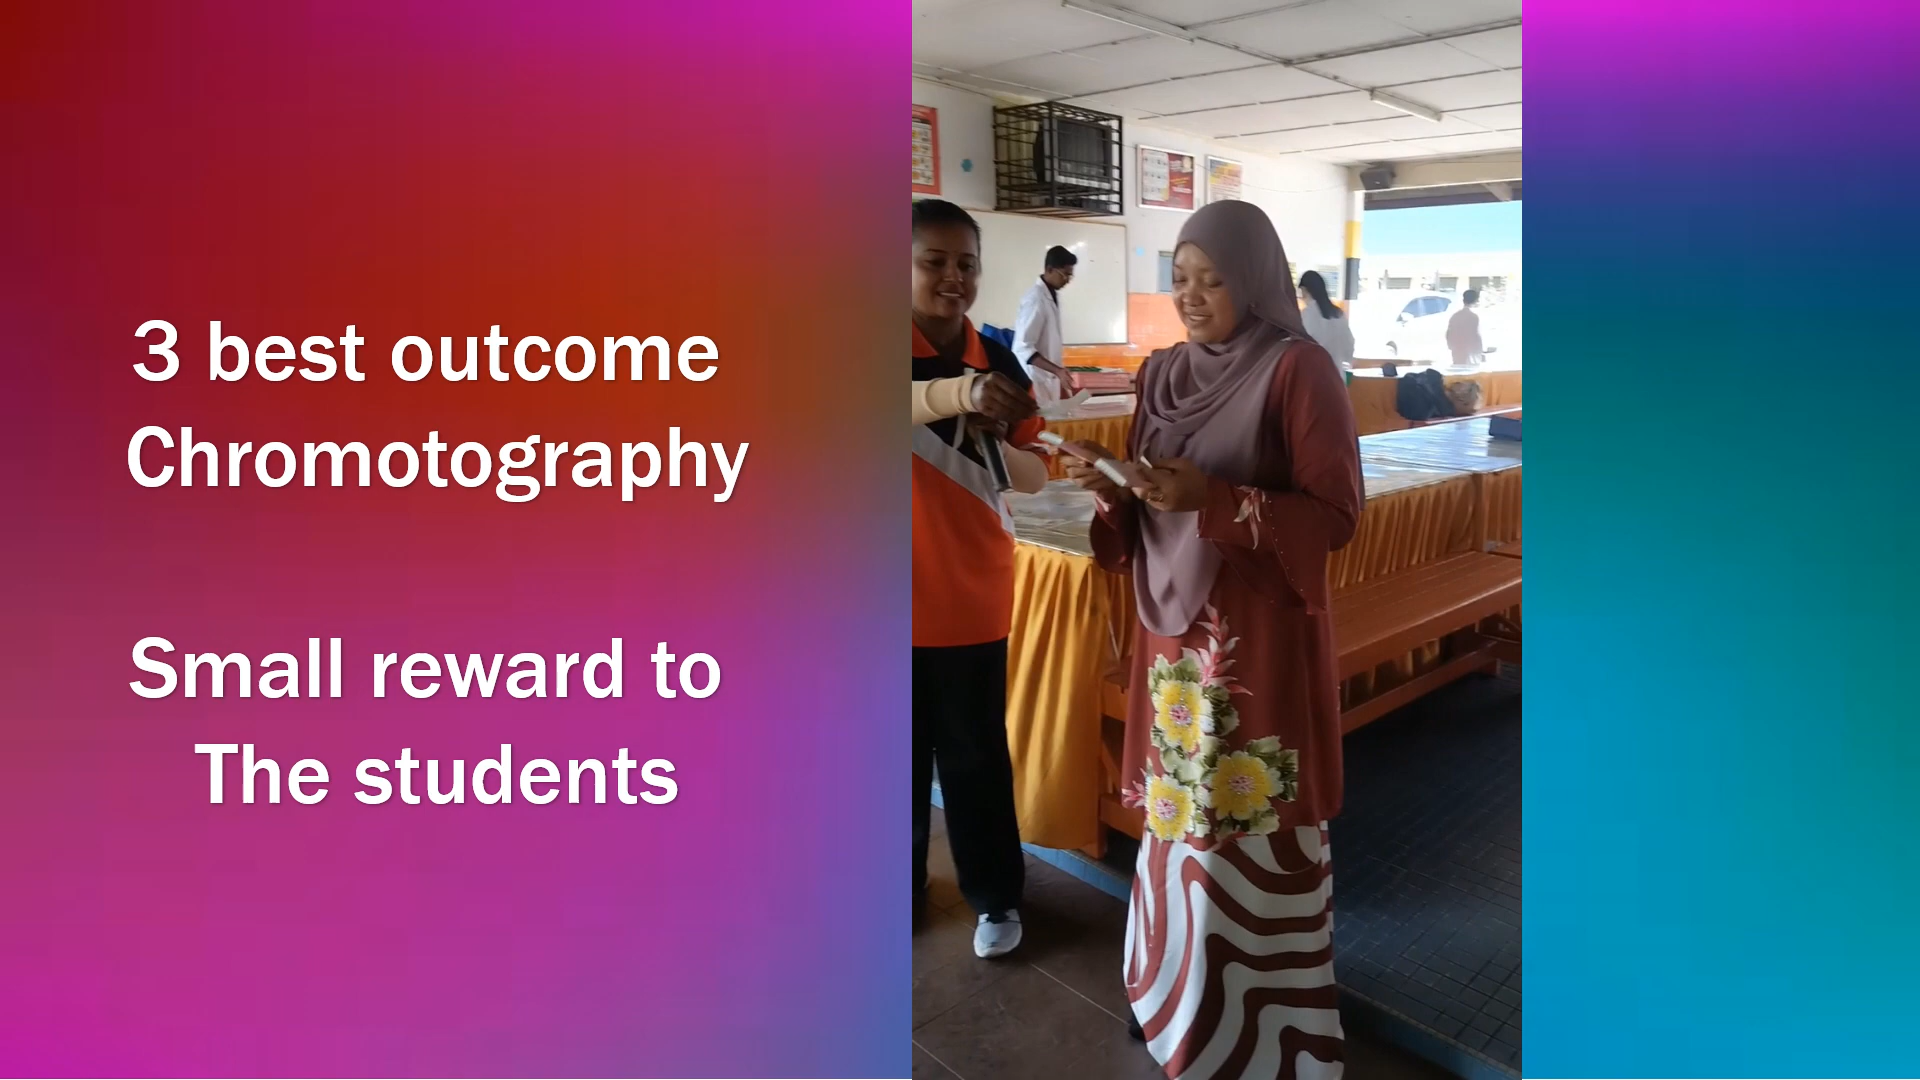 3 best outcome
Chromotography
Small reward to
The students